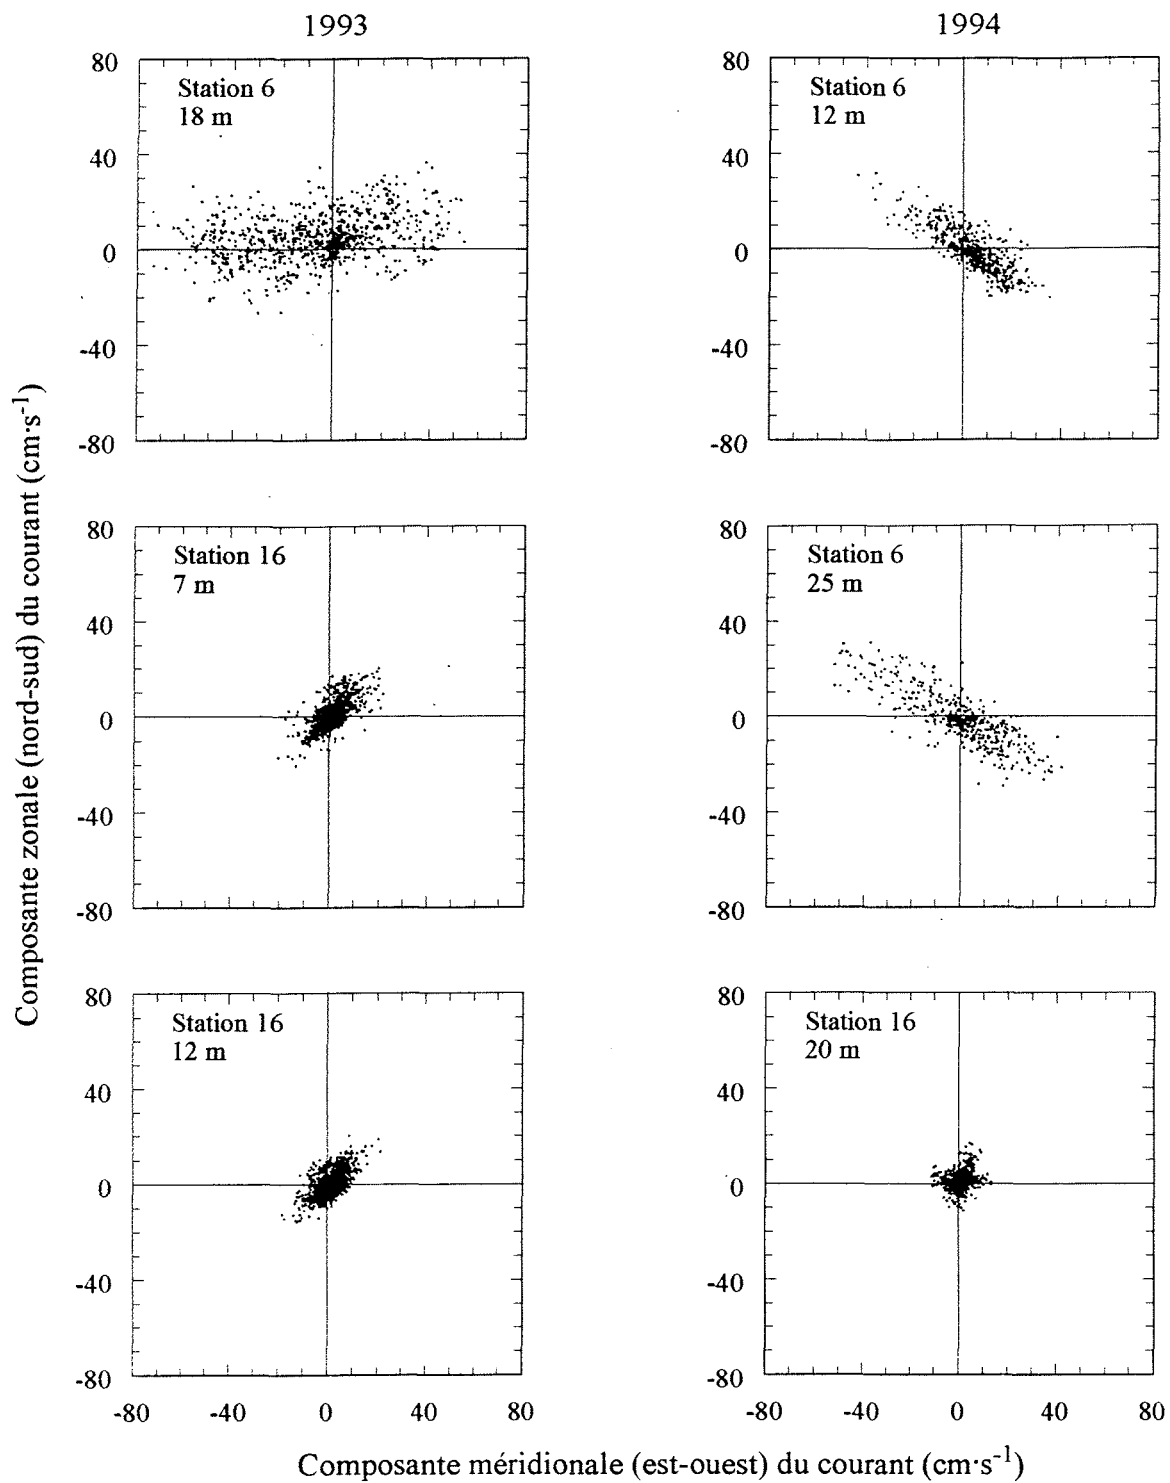 1993
1994
80
Station 6
18 m
40
0
-40
-80
80
Station 6
12 m
40
0
-40
-80
80
Station 16
7 m
40
0
-40
-80
80
Station 6
25 m
40
0
-40
-80
80
Station 16
12 m
40
0
-40
-80
-80 -40 0 40 80
80
Station 16
20 m
40
0
-40
-80
-80 -40 0 40 80
Composante zonale (nord-sud) du courant (cm·s⁻¹)
Composante méridionale (est-ouest) du courant (cm·s⁻¹)